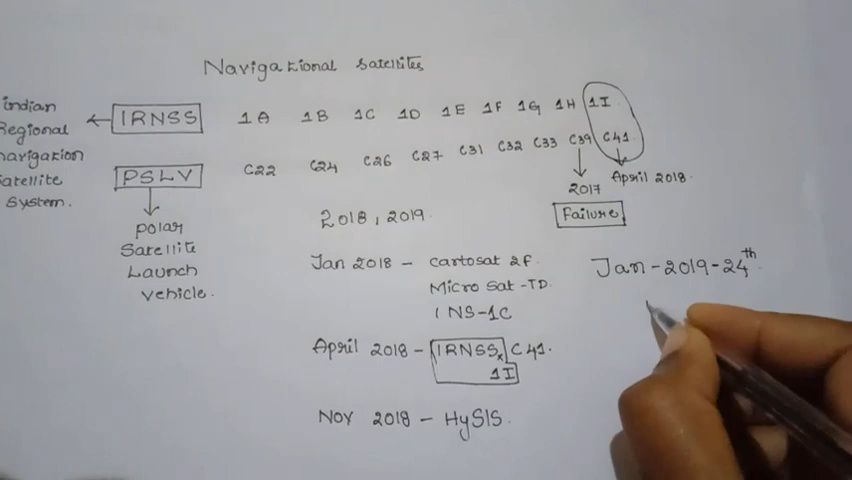 Navigational Satellites
Indian
Regional
Navigation
Satellite
System.
IRNSS 1A 1B 1C 1D 1E 1F 1G 1H 1I
PSLV C22 C24 C26 C27 C31 C32 C33 C39 C41
2017 April 2018.
Failure
Polar
Satellite
Launch
Vehicle.
2018, 2019.
Jan 2018 - Cartosat 2F.
Micro Sat -TD.
INS-1C
April 2018 - IRNSS, C41.
1I
Nov 2018 - HySIS.
Jan-2019-24th.